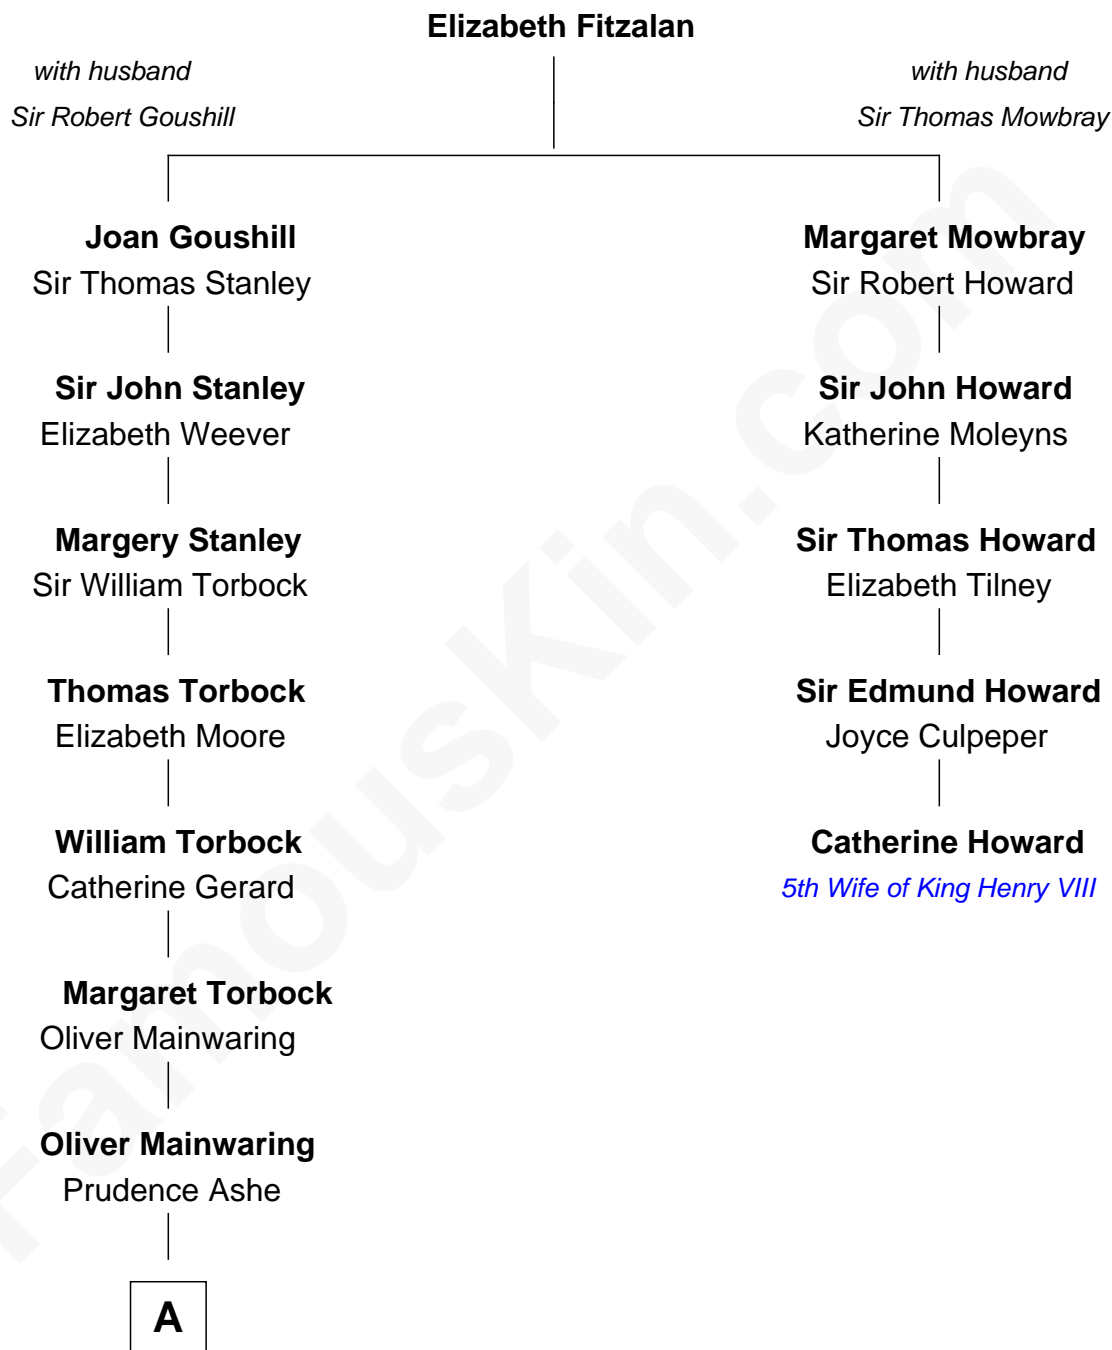 Elizabeth Fitzalan
with husband
Sir Robert Goushill
with husband
Sir Thomas Mowbray
Joan Goushill
Sir Thomas Stanley
Margaret Mowbray
Sir Robert Howard
Sir John Stanley
Elizabeth Weever
Sir John Howard
Katherine Moleyns
Margery Stanley
Sir William Torbock
Sir Thomas Howard
Elizabeth Tilney
Thomas Torbock
Elizabeth Moore
Sir Edmund Howard
Joyce Culpeper
William Torbock
Catherine Gerard
Catherine Howard
5th Wife of King Henry VIII
Margaret Torbock
Oliver Mainwaring
Oliver Mainwaring
Prudence Ashe
A
FamousKin.com